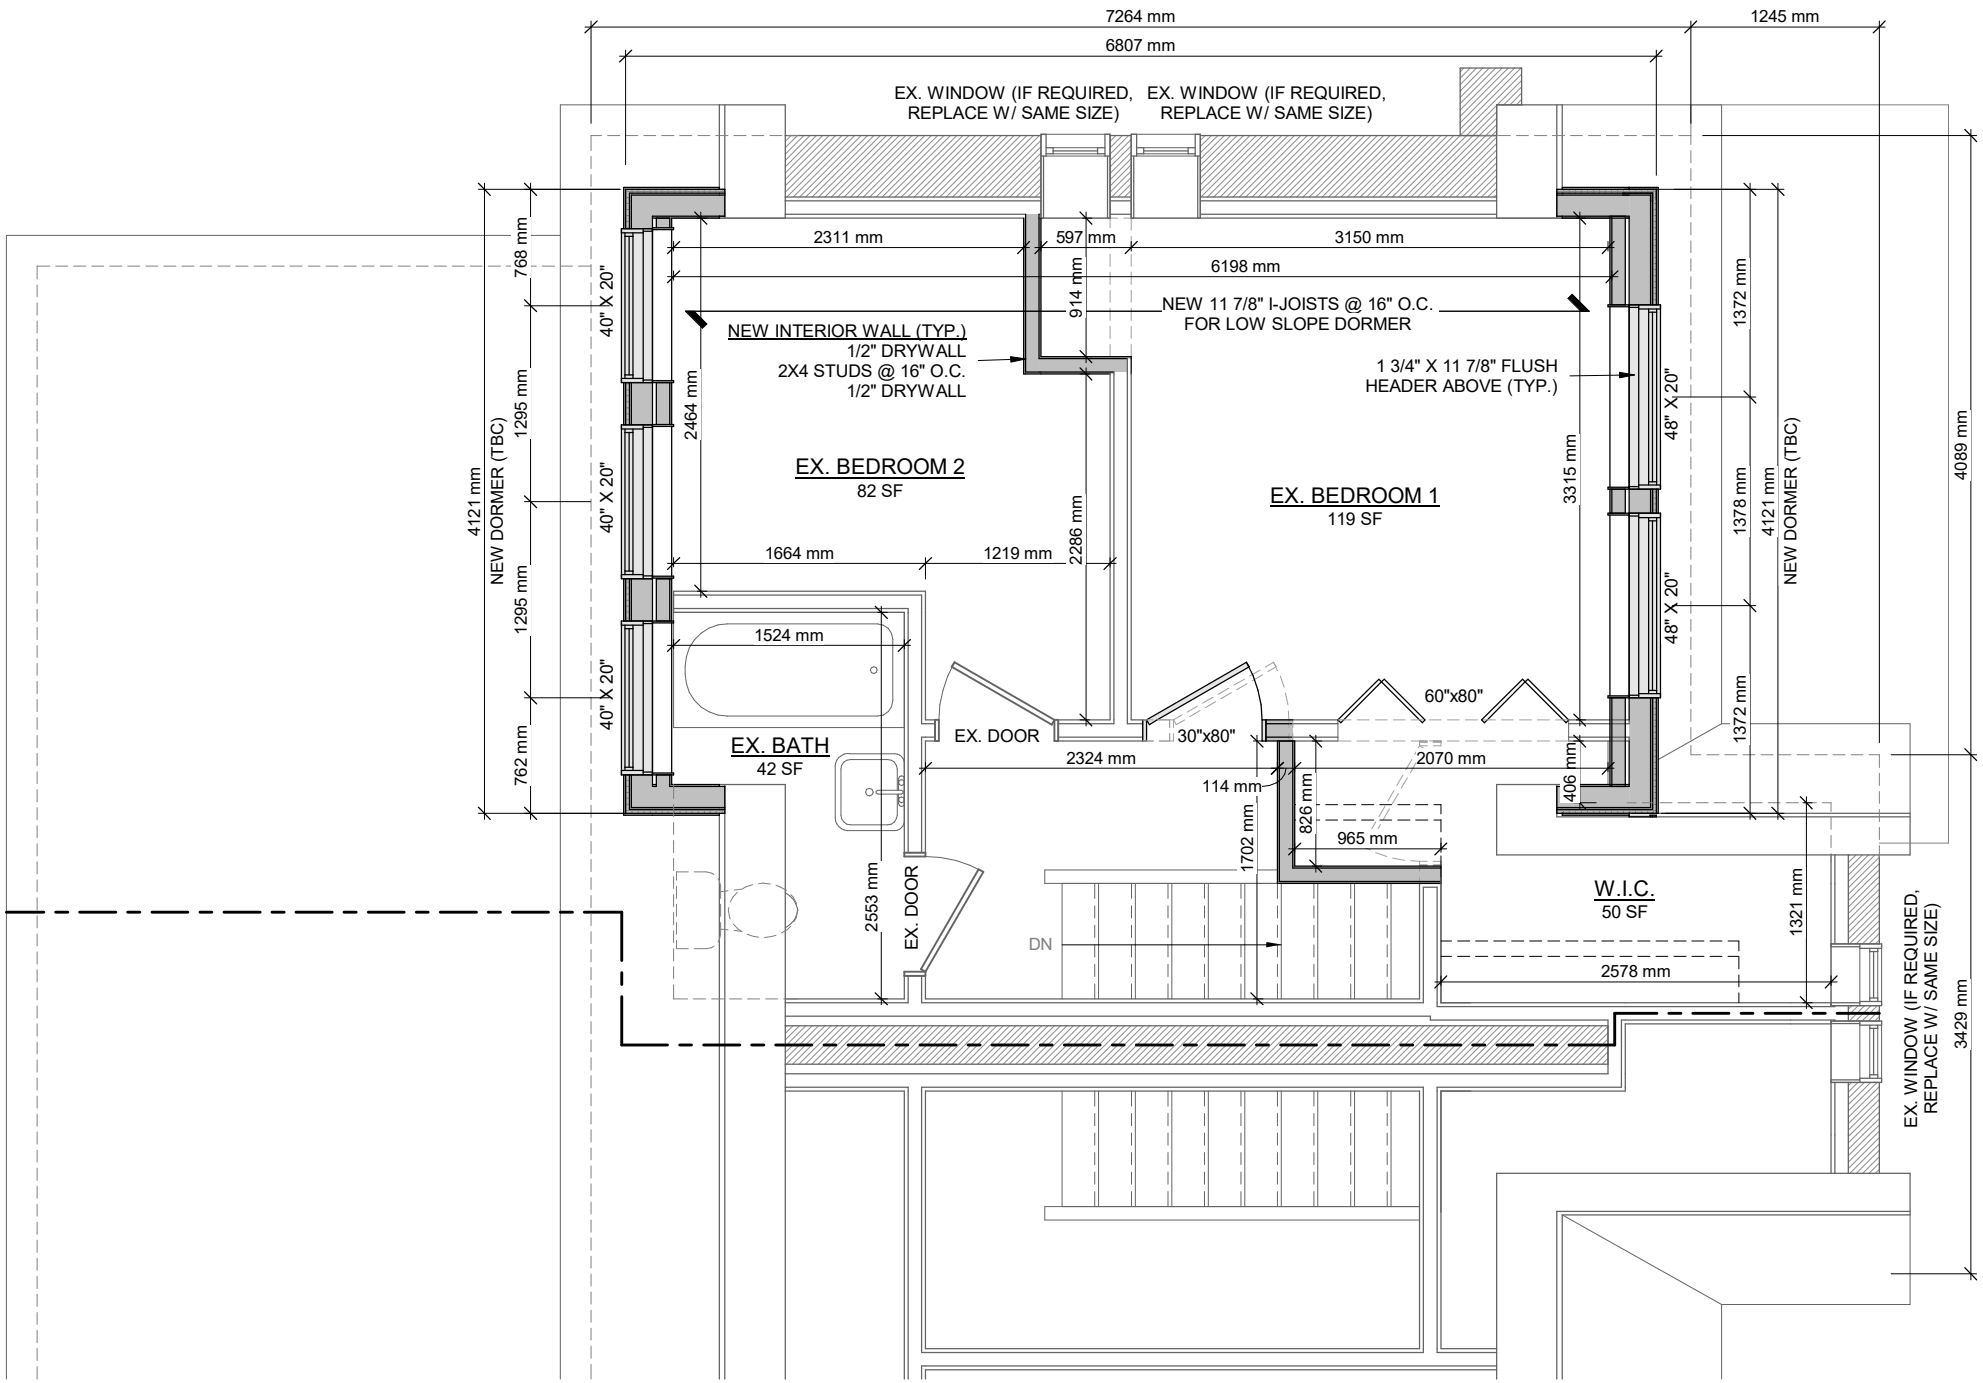 7264 mm
1245 mm
6807 mm
EX. WINDOW (IF REQUIRED,
REPLACE W/ SAME SIZE)
EX. WINDOW (IF REQUIRED,
REPLACE W/ SAME SIZE)
2311 mm
597 mm
3150 mm
6198 mm
768 mm
1295 mm
1295 mm
762 mm
4121 mm
NEW DORMER (TBC)
40" X 20"
40" X 20"
40" X 20"
2464 mm
914 mm
NEW 11 7/8" I-JOISTS @ 16" O.C.
FOR LOW SLOPE DORMER
NEW INTERIOR WALL (TYP.)
1/2" DRYWALL
2X4 STUDS @ 16" O.C.
1/2" DRYWALL
1 3/4" X 11 7/8" FLUSH
HEADER ABOVE (TYP.)
EX. BEDROOM 2
82 SF
EX. BEDROOM 1
119 SF
1664 mm
1219 mm
2286 mm
3315 mm
48" X 20"
48" X 20"
1372 mm
1378 mm
1372 mm
4121 mm
NEW DORMER (TBC)
4089 mm
1524 mm
EX. BATH
42 SF
EX. DOOR
30"x80"
60"x80"
2324 mm
2070 mm
114 mm
826 mm
406 mm
965 mm
1702 mm
2553 mm
EX. DOOR
DN
W.I.C.
50 SF
1321 mm
2578 mm
EX. WINDOW (IF REQUIRED,
REPLACE W/ SAME SIZE)
3429 mm